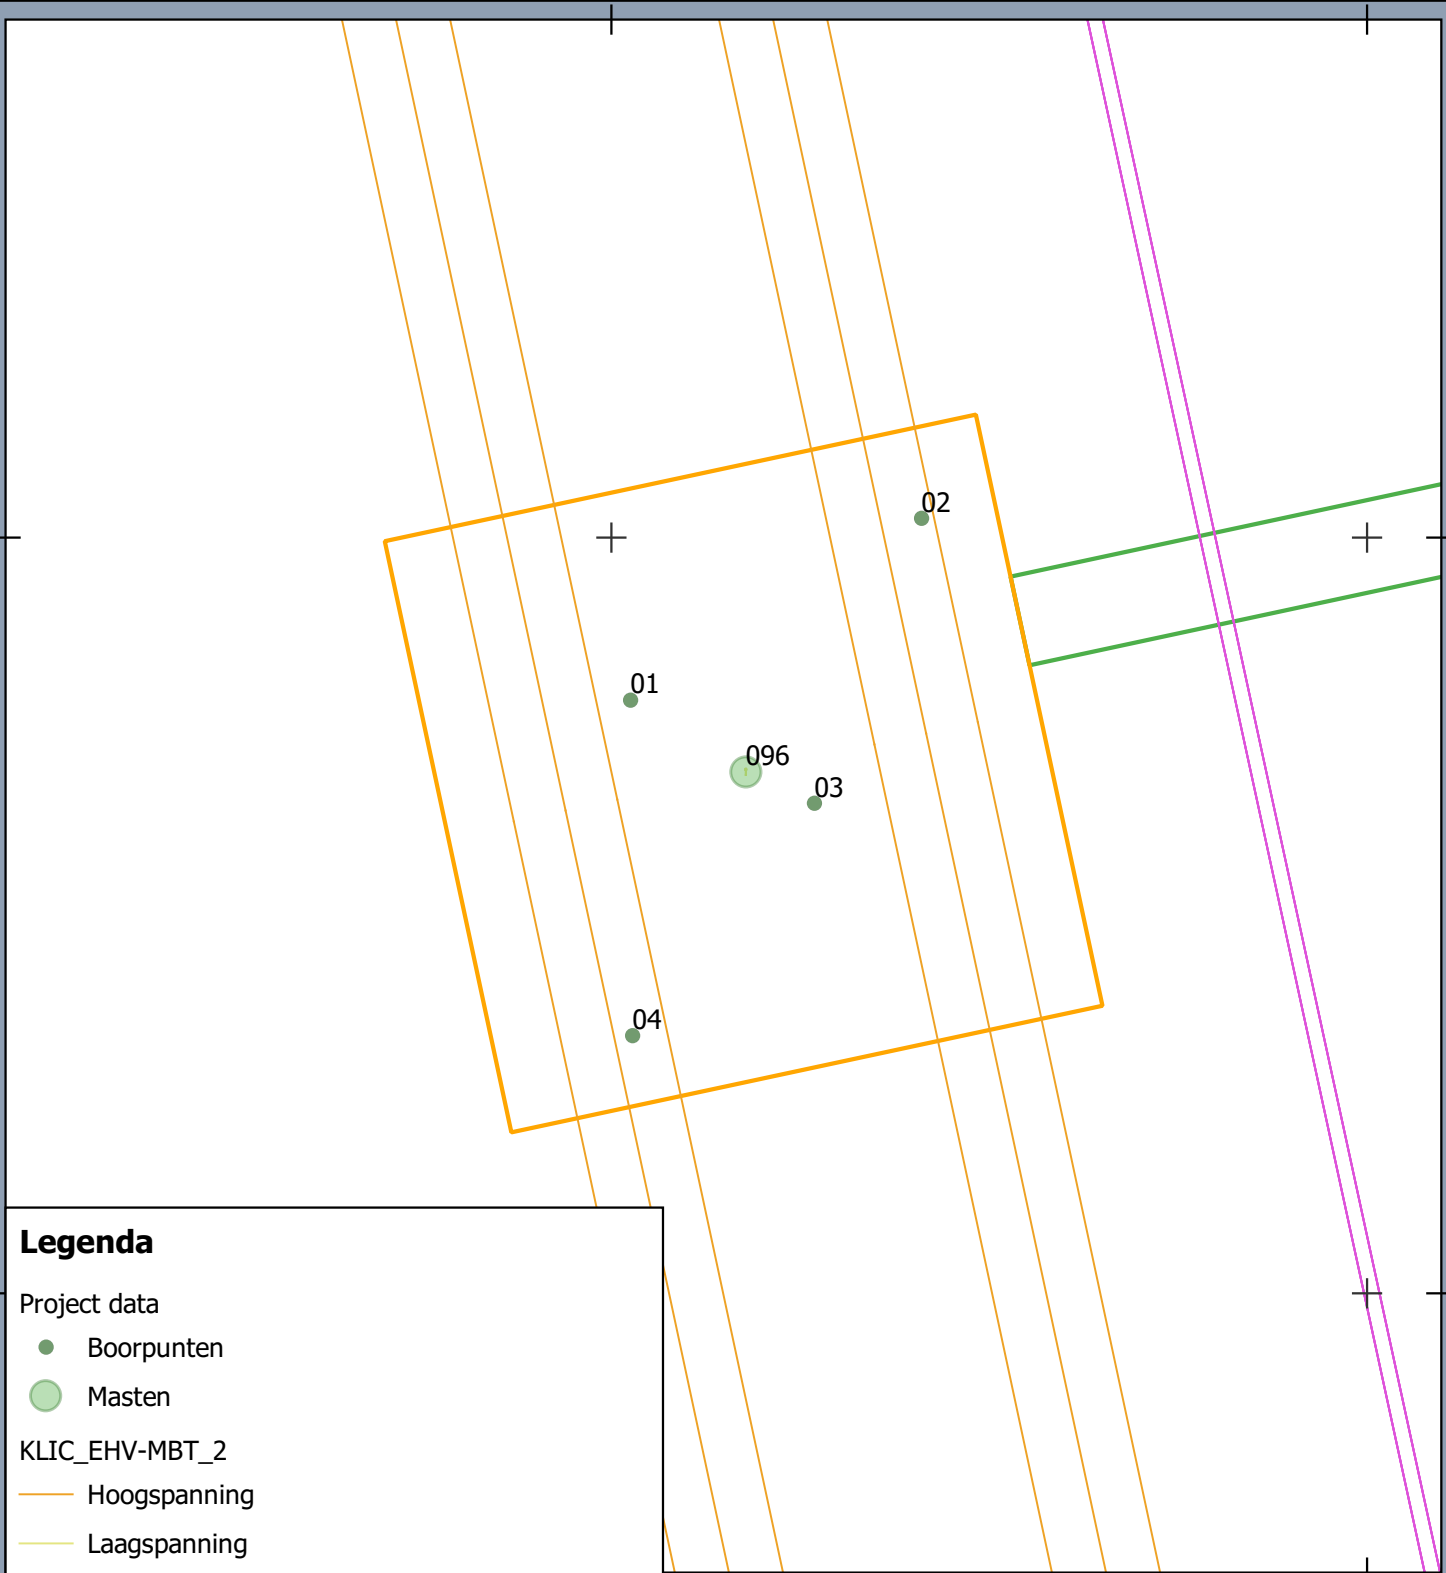 02
01
096
03
04
Legenda
Project data
Boorpunten
Masten
KLIC_EHV-MBT_2
Hoogspanning
Laagspanning